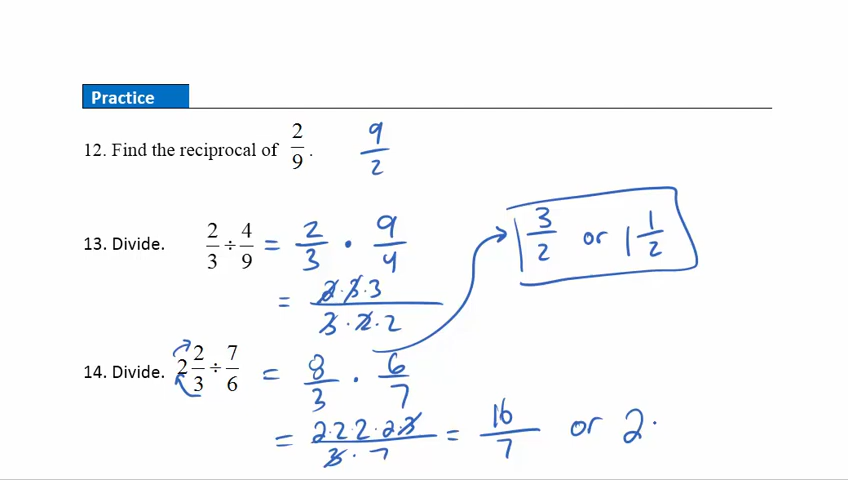 Practice
12. Find the reciprocal of 2/9. 9/2
13. Divide. 2/3 ÷ 4/9 = 2/3 · 9/4
= 2·3·3 / 3·2·2
3/2 or 1 1/2
14. Divide. 2 2/3 ÷ 7/6 = 8/3 · 6/7
= 2·2·2·2·3 / 3·7 = 16/7 or 2·